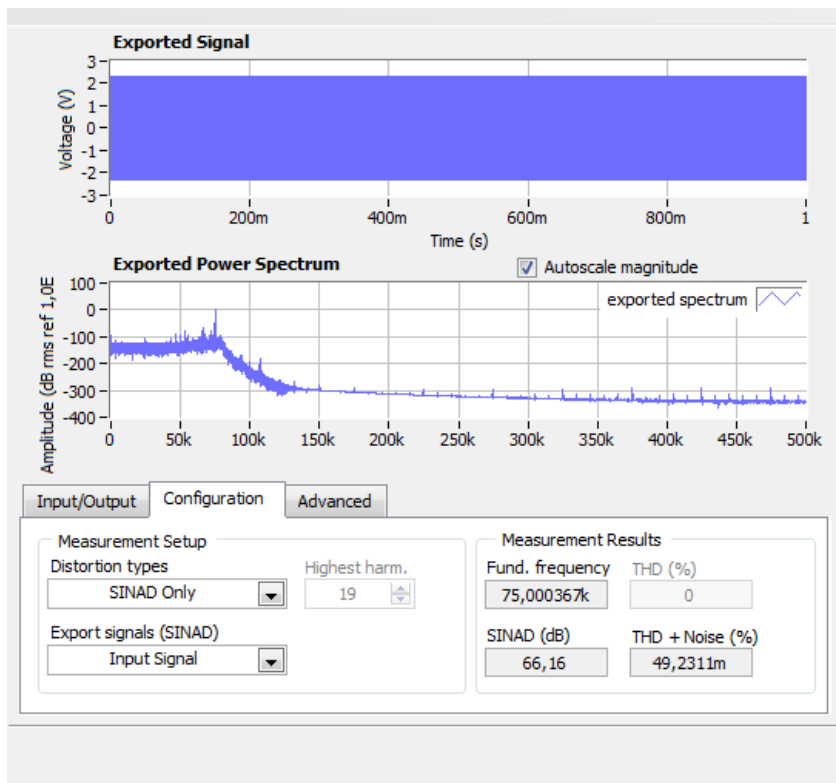 Exported Signal
Voltage (V)
3
2
1
0
-1
-2
-3
0 200m 400m 600m 800m 1
Time (s)
Exported Power Spectrum
Autoscale magnitude
exported spectrum
Amplitude (dB rms ref 1,0E
100
0
-100
-200
-300
-400
0 50k 100k 150k 200k 250k 300k 350k 400k 450k 500k
Input/Output Configuration Advanced
Measurement Setup
Distortion types Highest harm.
SINAD Only 19
Export signals (SINAD)
Input Signal
Measurement Results
Fund. frequency THD (%)
75,000367k 0
SINAD (dB) THD + Noise (%)
66,16 49,2311m